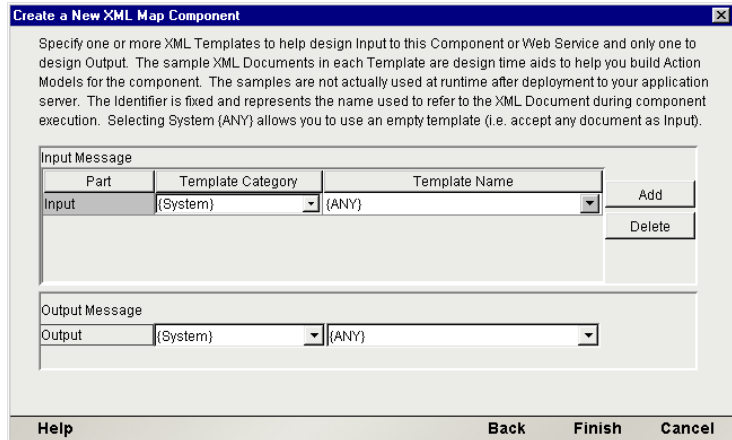 Create a New XML Map Component
Specify one or more XML Templates to help design Input to this Component or Web Service and only one to
design Output. The sample XML Documents in each Template are design time aids to help you build Action
Models for the component. The samples are not actually used at runtime after deployment to your application
server. The Identifier is fixed and represents the name used to refer to the XML Document during component
execution. Selecting System {ANY} allows you to use an empty template (i.e. accept any document as Input).
Input Message
Part Template Category Template Name
Input {System} {ANY}
Add
Delete
Output Message
Output {System} {ANY}
Help Back Finish Cancel